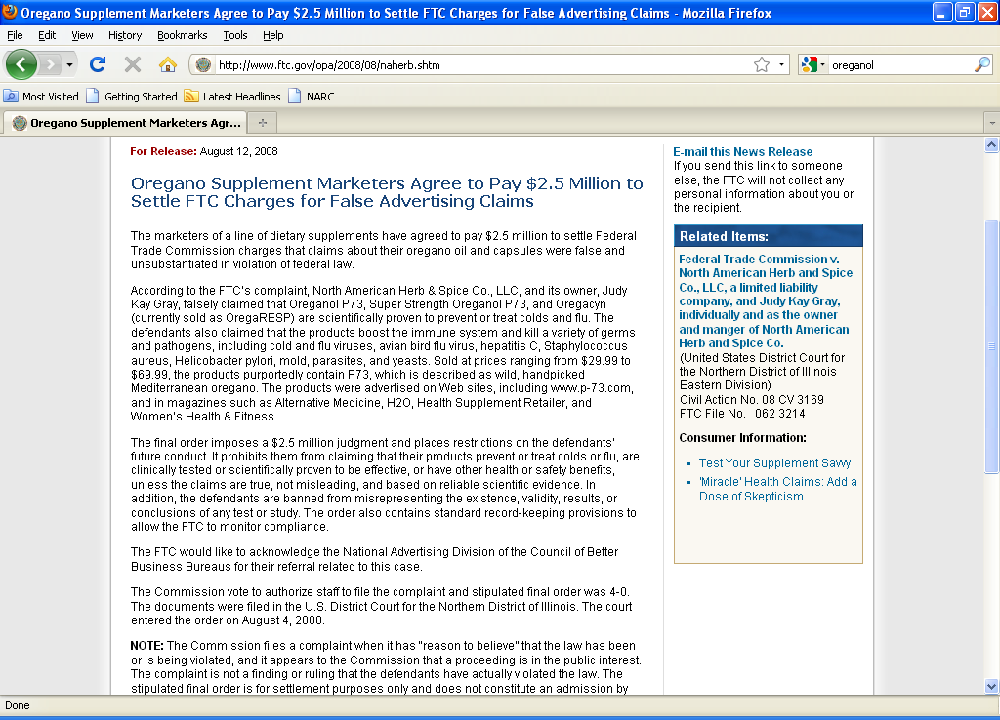 Oregano Supplement Marketers Agree to Pay $2.5 Million to Settle FTC Charges for False Advertising Claims - Mozilla Firefox
File Edit View History Bookmarks Tools Help
http://www.ftc.gov/opa/2008/08/naherb.shtm
oreganol
Most Visited Getting Started Latest Headlines NARC
Oregano Supplement Marketers Agr...
For Release: August 12, 2008
Oregano Supplement Marketers Agree to Pay $2.5 Million to
Settle FTC Charges for False Advertising Claims
The marketers of a line of dietary supplements have agreed to pay $2.5 million to settle Federal
Trade Commission charges that claims about their oregano oil and capsules were false and
unsubstantiated in violation of federal law.
According to the FTC's complaint, North American Herb & Spice Co., LLC, and its owner, Judy
Kay Gray, falsely claimed that Oreganol P73, Super Strength Oreganol P73, and Oregacyn
(currently sold as OregaRESP) are scientifically proven to prevent or treat colds and flu. The
defendants also claimed that the products boost the immune system and kill a variety of germs
and pathogens, including cold and flu viruses, avian bird flu virus, hepatitis C, Staphylococcus
aureus, Helicobacter pylori, mold, parasites, and yeasts. Sold at prices ranging from $29.99 to
$69.99, the products purportedly contain P73, which is described as wild, handpicked
Mediterranean oregano. The products were advertised on Web sites, including www.p-73.com,
and in magazines such as Alternative Medicine, H2O, Health Supplement Retailer, and
Women's Health & Fitness.
The final order imposes a $2.5 million judgment and places restrictions on the defendants'
future conduct. It prohibits them from claiming that their products prevent or treat colds or flu, are
clinically tested or scientifically proven to be effective, or have other health or safety benefits,
unless the claims are true, not misleading, and based on reliable scientific evidence. In
addition, the defendants are banned from misrepresenting the existence, validity, results, or
conclusions of any test or study. The order also contains standard record-keeping provisions to
allow the FTC to monitor compliance.
The FTC would like to acknowledge the National Advertising Division of the Council of Better
Business Bureaus for their referral related to this case.
The Commission vote to authorize staff to file the complaint and stipulated final order was 4-0.
The documents were filed in the U.S. District Court for the Northern District of Illinois. The court
entered the order on August 4, 2008.
NOTE: The Commission files a complaint when it has "reason to believe" that the law has been
or is being violated, and it appears to the Commission that a proceeding is in the public interest.
The complaint is not a finding or ruling that the defendants have actually violated the law. The
stipulated final order is for settlement purposes only and does not constitute an admission by
E-mail this News Release
If you send this link to someone
else, the FTC will not collect any
personal information about you or
the recipient.
Related Items:
Federal Trade Commission v.
North American Herb and Spice
Co., LLC, a limited liability
company, and Judy Kay Gray,
individually and as the owner
and manger of North American
Herb and Spice Co.
(United States District Court for
the Northern District of Illinois
Eastern Division)
Civil Action No. 08 CV 3169
FTC File No. 062 3214
Consumer Information:
Test Your Supplement Savvy
'Miracle' Health Claims: Add a
Dose of Skepticism
Done